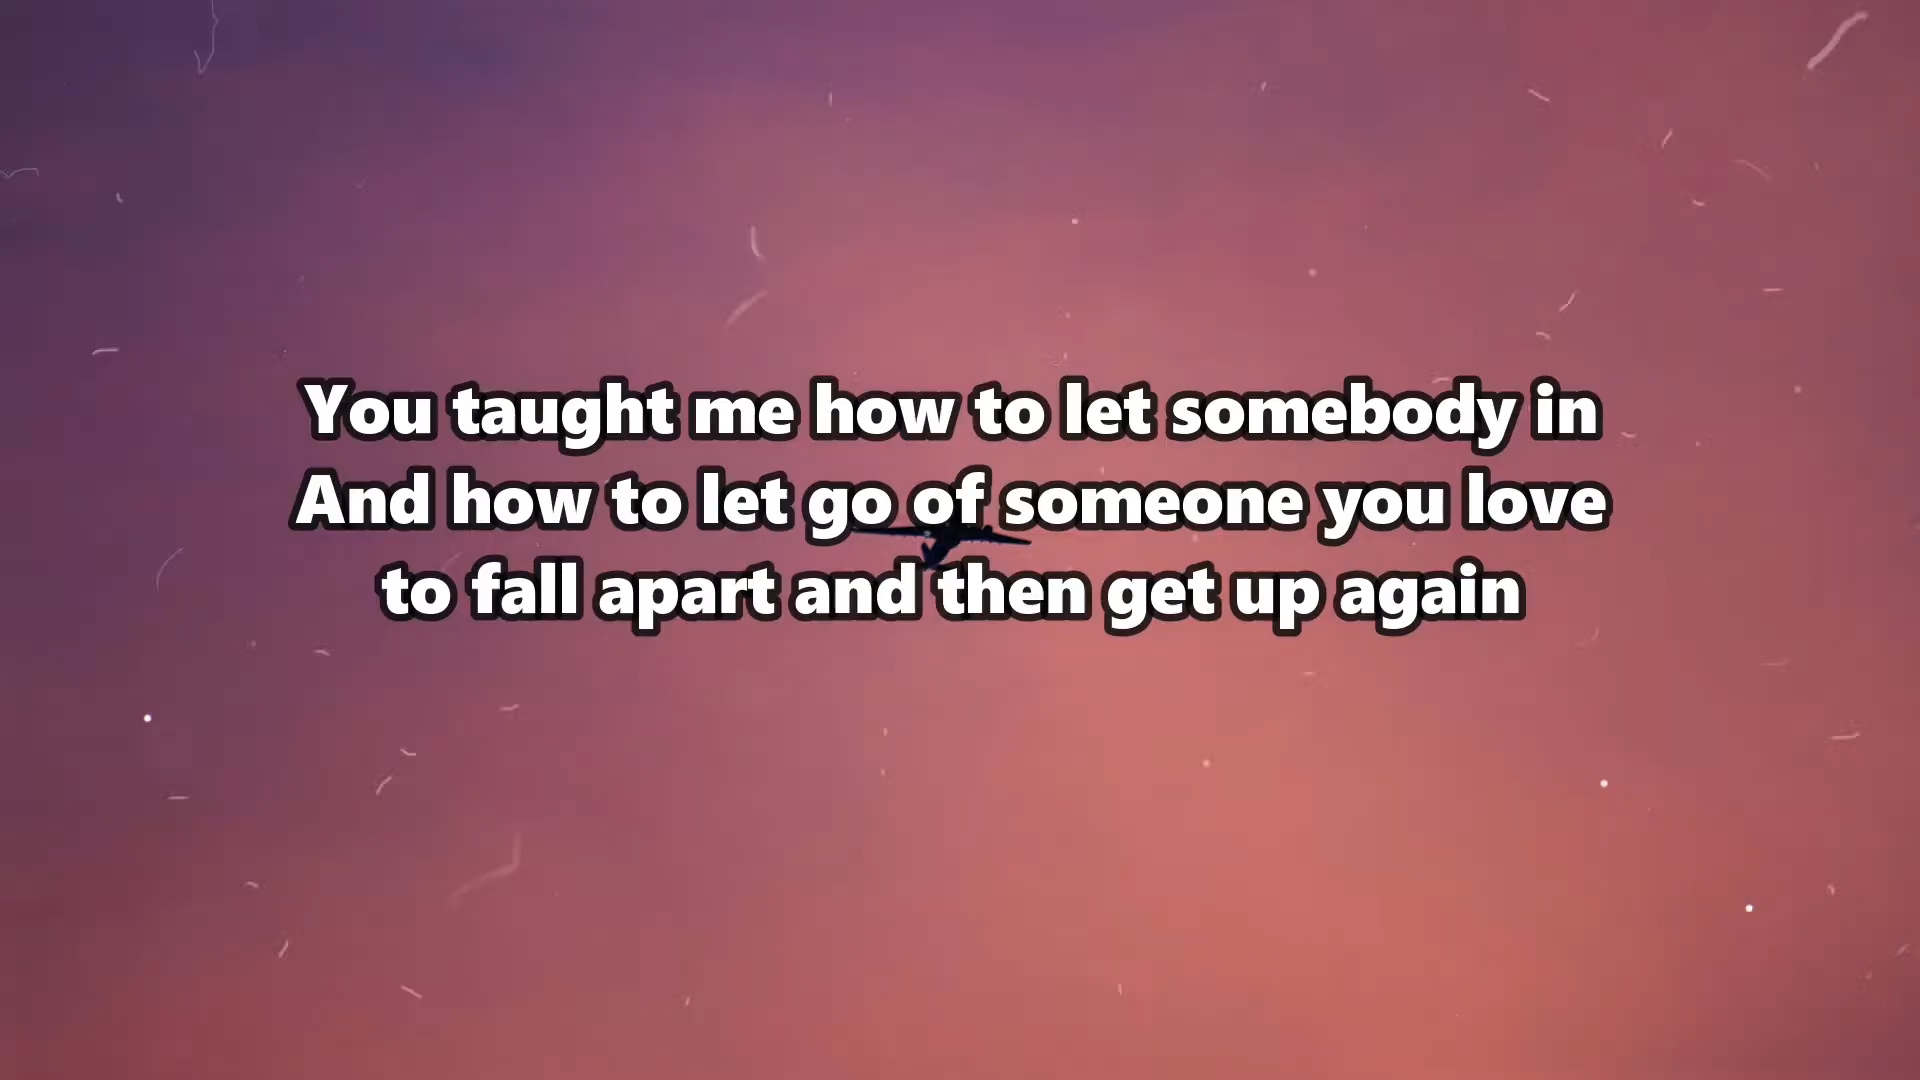 You taught me how to let somebody in
And how to let go of someone you love
to fall apart and then get up again